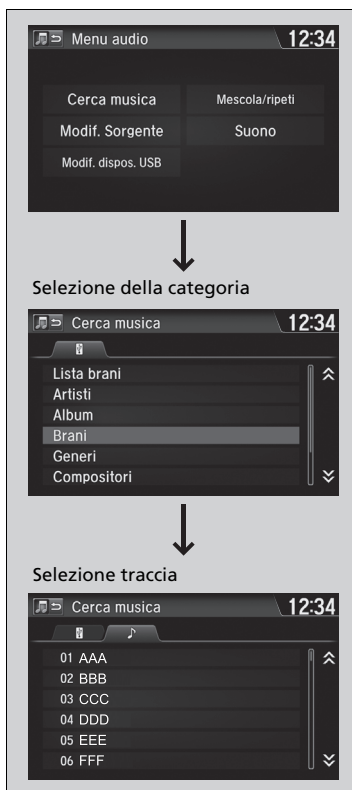 Menu audio 12:34
Cerca musica Mescola/ripeti
Modif. Sorgente Suono
Modif. dispos. USB
Selezione della categoria
Cerca musica 12:34
Lista brani
Artisti
Album
Brani
Generi
Compositori
Selezione traccia
Cerca musica 12:34
01 AAA
02 BBB
03 CCC
04 DDD
05 EEE
06 FFF